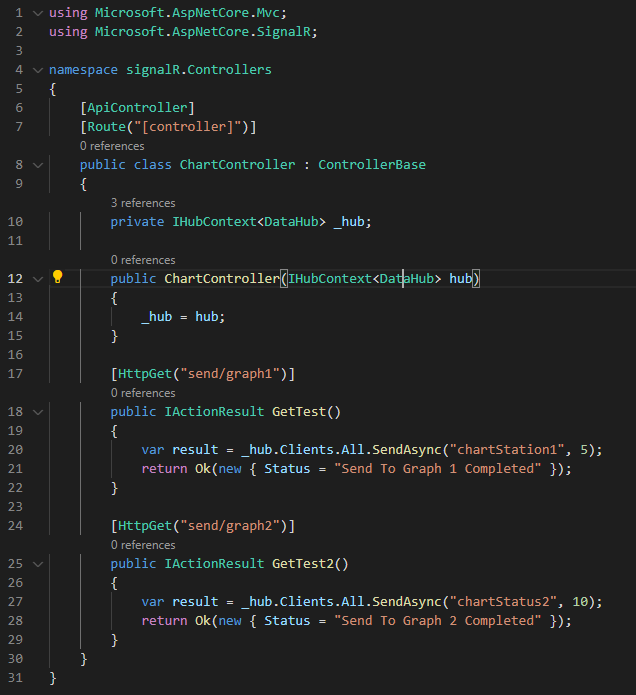 1 using Microsoft.AspNetCore.Mvc;
2 using Microsoft.AspNetCore.SignalR;
3
4 namespace signalR.Controllers
5 {
6 [ApiController]
7 [Route("[controller]")]
0 references
8 public class ChartController : ControllerBase
9 {
3 references
10 private IHubContext<DataHub> _hub;
11
0 references
12 public ChartController(IHubContext<DataHub> hub)
13 {
14 _hub = hub;
15 }
16
17 [HttpGet("send/graph1")]
0 references
18 public IActionResult GetTest()
19 {
20 var result = _hub.Clients.All.SendAsync("chartStation1", 5);
21 return Ok(new { Status = "Send To Graph 1 Completed" });
22 }
23
24 [HttpGet("send/graph2")]
0 references
25 public IActionResult GetTest2()
26 {
27 var result = _hub.Clients.All.SendAsync("chartStatus2", 10);
28 return Ok(new { Status = "Send To Graph 2 Completed" });
29 }
30 }
31 }